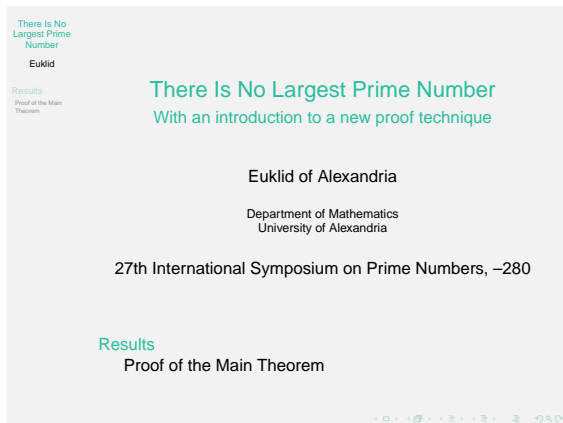 There Is No
Largest Prime
Number
Euklid
Results
Proof of the Main
Theorem
There Is No Largest Prime Number
With an introduction to a new proof technique
Euklid of Alexandria
Department of Mathematics
University of Alexandria
27th International Symposium on Prime Numbers, –280
Results
Proof of the Main Theorem